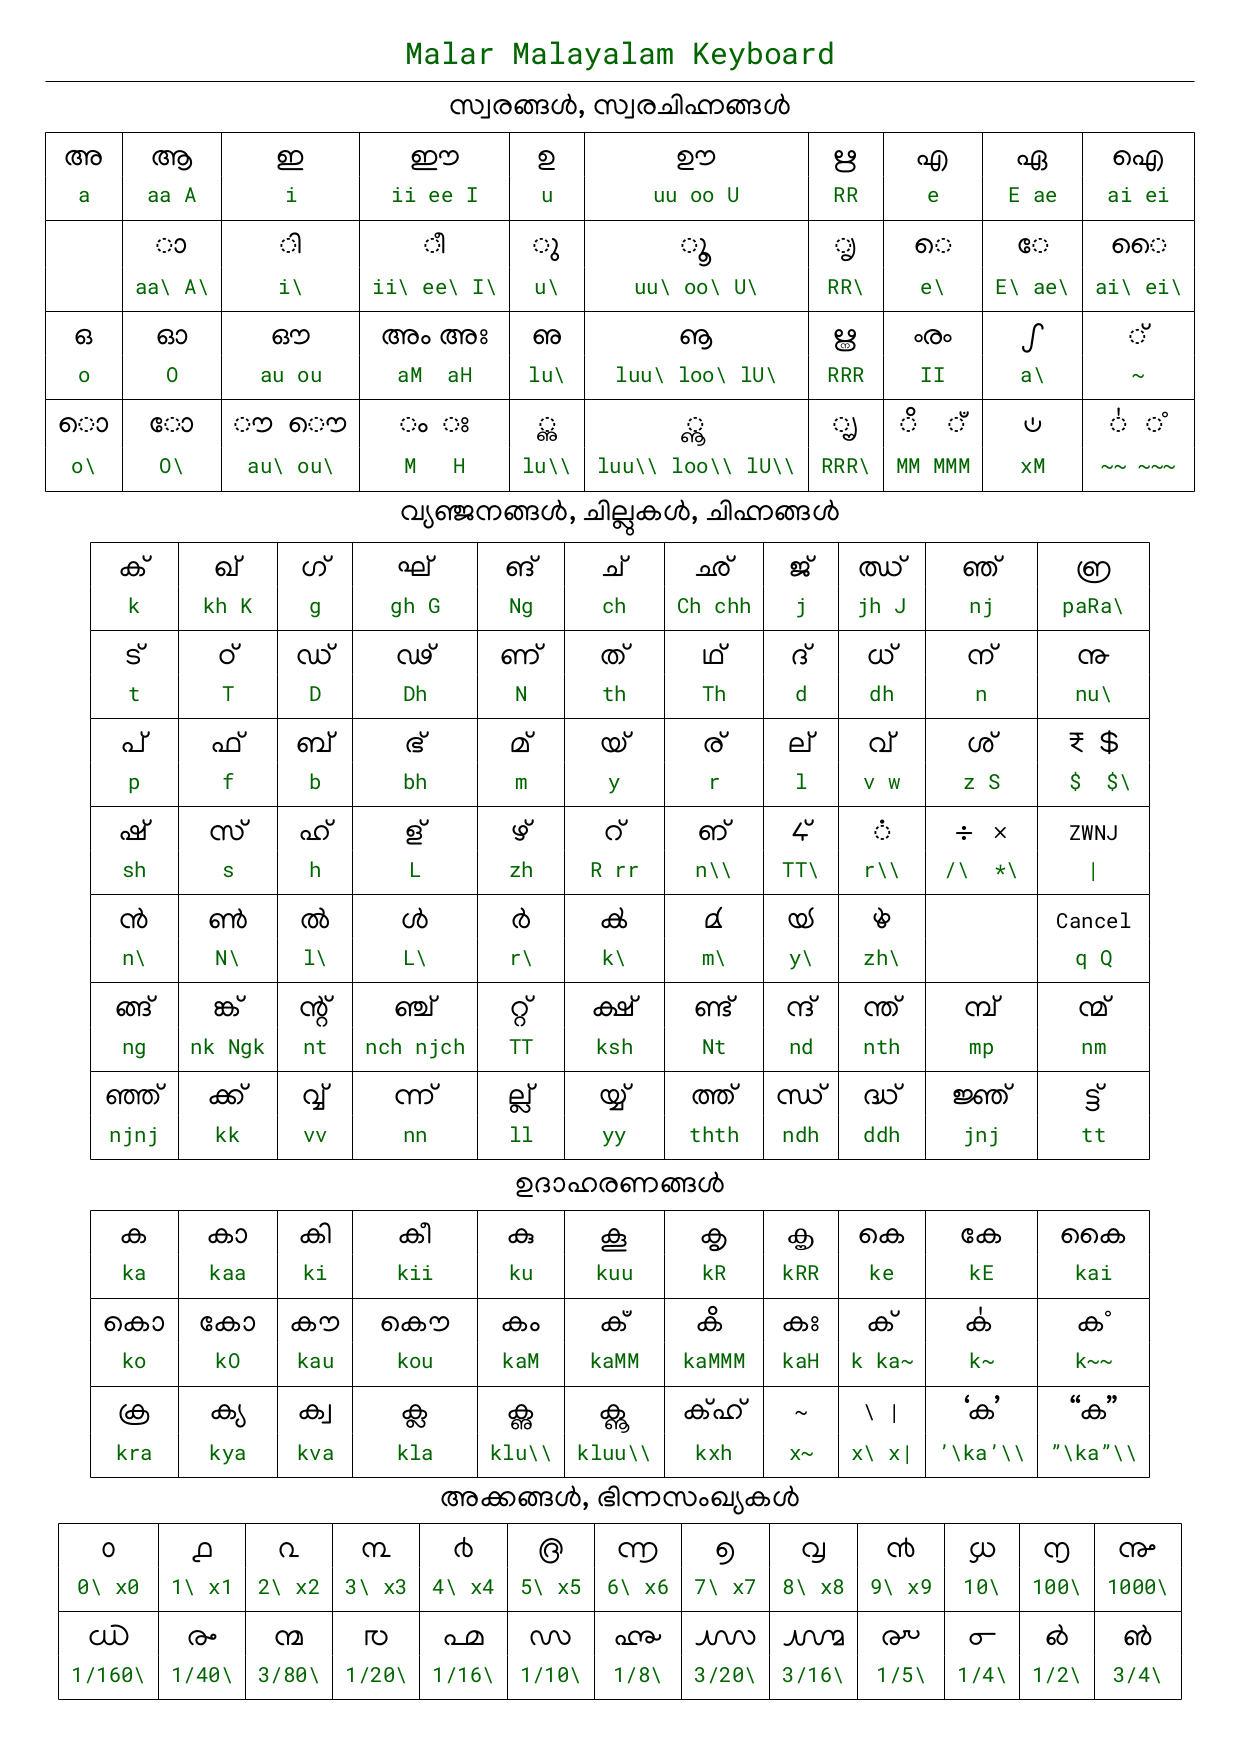 Malar Malayalam Keyboard
സ്വരങ്ങൾ, സ്വരചിഹ്നങ്ങൾ
അ ആ ഇ ഈ ഉ ഊ ഋ എ ഏ ഐ
a aa A i ii ee I u uu oo U RR e E ae ai ei
ാ ി ീ ു ൂ ൃ െ േ ൈ
aa\ A\ i\ ii\ ee\ I\ u\ uu\ oo\ U\ RR\ e\ E\ ae\ ai\ ei\
ഒ ഓ ഔ അം അഃ ഌ ൡ ൠ ൟ ഽ ്
o O au ou aM aH lu\ luu\ loo\ lU\ RRR II a\ ~
ൊ ോ ൗ ൌ ം ഃ ൢ ൣ ൄ ഀ ഁ ഄ ഻ ഼
o\ O\ au\ ou\ M H lu\\ luu\\ loo\\ lU\\ RRR\ MM MMM xM ~~ ~~~
വ്യഞ്ജനങ്ങൾ, ചില്ലുകൾ, ചിഹ്നങ്ങൾ
ക് ഖ് ഗ് ഘ് ങ് ച് ഛ് ജ് ഝ് ഞ് ൏
k kh K g gh G Ng ch Ch chh j jh J nj paRa\
ട് ഠ് ഡ് ഢ് ണ് ത് ഥ് ദ് ധ് ന് ൹
t T D Dh N th Th d dh n nu\
പ് ഫ് ബ് ഭ് മ് യ് ര് ല് വ് ശ് ₹ $
p f b bh m y r l v w z S $ $\
ഷ് സ് ഹ് ള് ഴ് റ് ഩ് ഺ് ൎ ÷ × ZWNJ
sh s h L zh R rr n\\ TT\ r\\ /\ *\ |
ൻ ൺ ൽ ൾ ർ ൿ ൔ ൕ ൖ Cancel
n\ N\ l\ L\ r\ k\ m\ y\ zh\ q Q
ങ്ങ് ങ്ക് ന്റ് ഞ്ച് റ്റ് ക്ഷ് ണ്ട് ന്ദ് ന്ത് മ്പ് ന്മ്
ng nk Ngk nt nch njch TT ksh Nt nd nth mp nm
ഞ്ഞ് ക്ക് വ്വ് ന്ന് ല്ല് യ്യ് ത്ത് ന്ധ് ദ്ധ് ജ്ഞ് ട്ട്
njnj kk vv nn ll yy thth ndh ddh jnj tt
ഉദാഹരണങ്ങൾ
ക കാ കി കീ കു കൂ കൃ കൄ കെ കേ കൈ
ka kaa ki kii ku kuu kR kRR ke kE kai
കൊ കോ കൗ കൌ കം കഁ കഀ കഃ ക് ക഻ ക഼
ko kO kau kou kaM kaMM kaMMM kaH k ka~ k~ k~~
ക്ര ക്യ ക്വ ക്ല കൢ കൣ ക്‌ഹ് ~ \ | ‘ക’ “ക”
kra kya kva kla klu\\ kluu\\ kxh x~ x\ x| ’\ka’\\ ”\ka”\\
അക്കങ്ങൾ, ഭിന്നസംഖ്യകൾ
൦ ൧ ൨ ൩ ൪ ൫ ൬ ൭ ൮ ൯ ൰ ൱ ൲
0\ x0 1\ x1 2\ x2 3\ x3 4\ x4 5\ x5 6\ x6 7\ x7 8\ x8 9\ x9 10\ 100\ 1000\
൘ ൙ ൚ ൛ ൶ ൜ ൷ ൝ ൸ ൞ ൳ ൴ ൵
1/160\ 1/40\ 3/80\ 1/20\ 1/16\ 1/10\ 1/8\ 3/20\ 3/16\ 1/5\ 1/4\ 1/2\ 3/4\